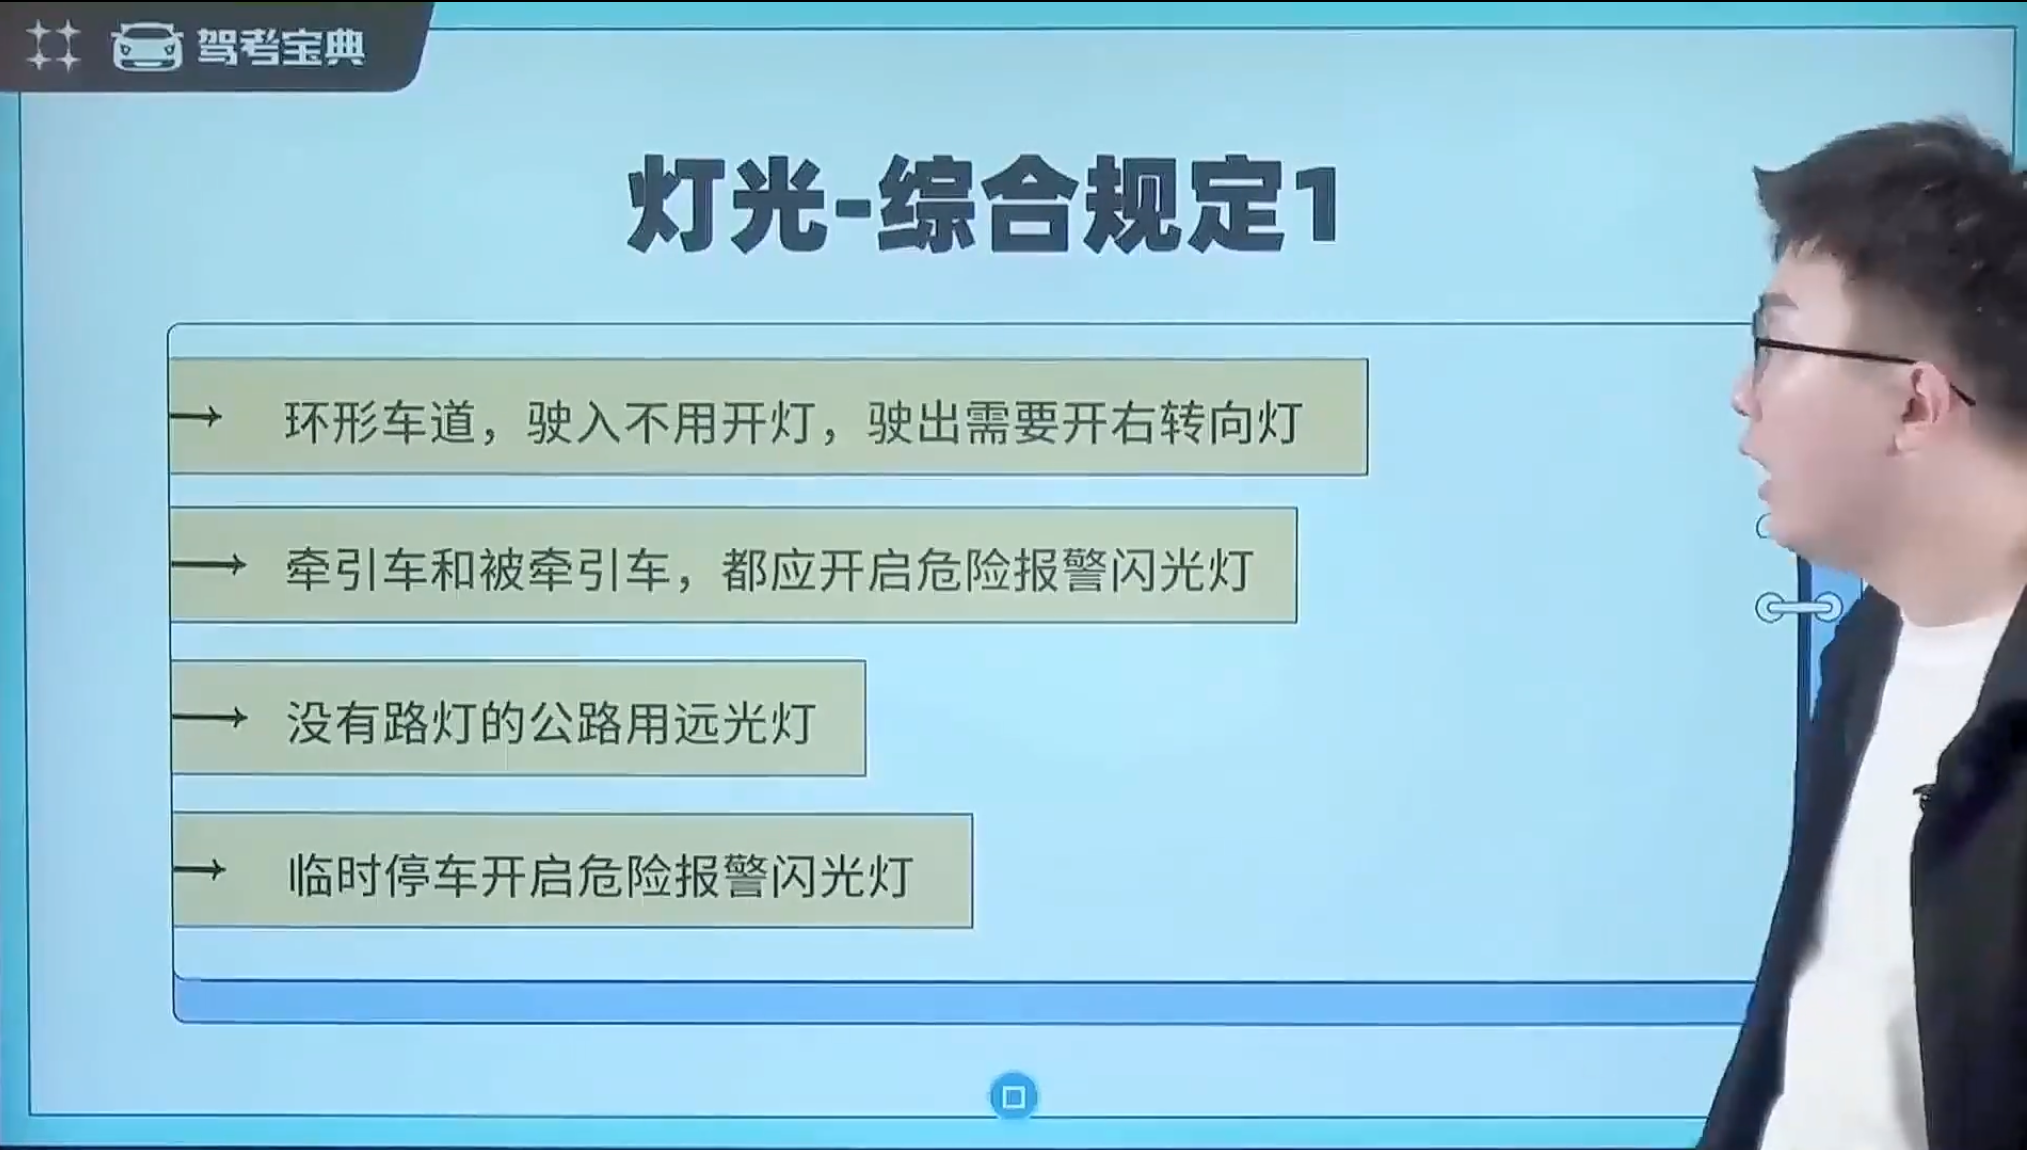 驾考宝典
灯光-综合规定1
环形车道，驶入不用开灯，驶出需要开右转向灯
牵引车和被牵引车，都应开启危险报警闪光灯
没有路灯的公路用远光灯
临时停车开启危险报警闪光灯